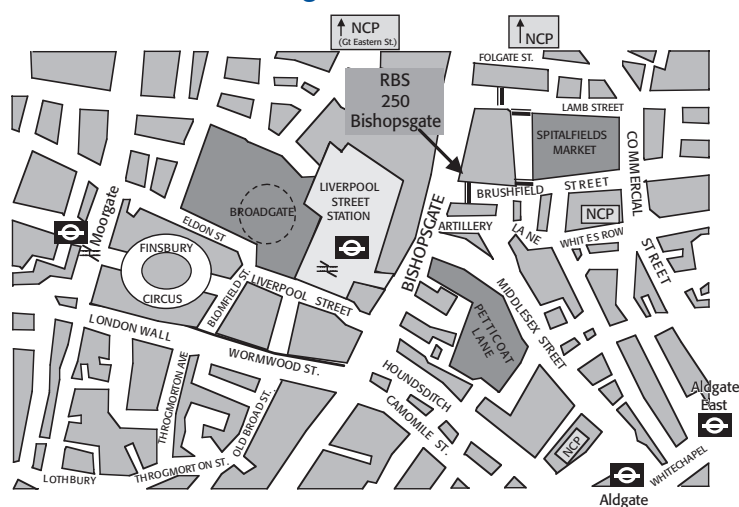 NCP
(Gt Eastern St.)
NCP
RBS
250
Bishopsgate
FOLGATE ST.
LAMB STREET
SPITALFIELDS
MARKET
COMMERCIAL
STREET
BRUSHFIELD STREET
NCP
ARTILLERY LANE
WHITES ROW
LIVERPOOL
STREET
STATION
BROADGATE
BISHOPSGATE
Moorgate
ELDON ST
FINSBURY
CIRCUS
BLOMFIELD ST.
LIVERPOOL STREET
LONDON WALL
WORMWOOD ST.
PETTICOAT
LANE
MIDDLESEX STREET
HOUNDSDITCH
CAMOMILE ST.
THROGMORTON AVE
OLD BROAD ST.
THROGMORTON ST.
LOTHBURY
NCP
Aldgate
East
WHITECHAPEL
Aldgate